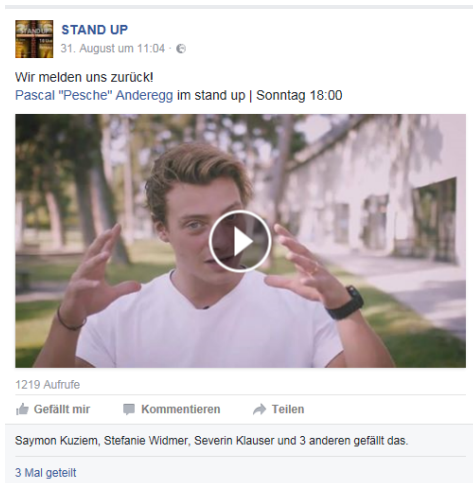 STAND UP
31. August um 11:04 ·
Wir melden uns zurück!
Pascal "Pesche" Anderegg im stand up | Sonntag 18:00
1219 Aufrufe
Gefällt mir Kommentieren Teilen
Saymon Kuziem, Stefanie Widmer, Severin Klauser und 3 anderen gefällt das.
3 Mal geteilt